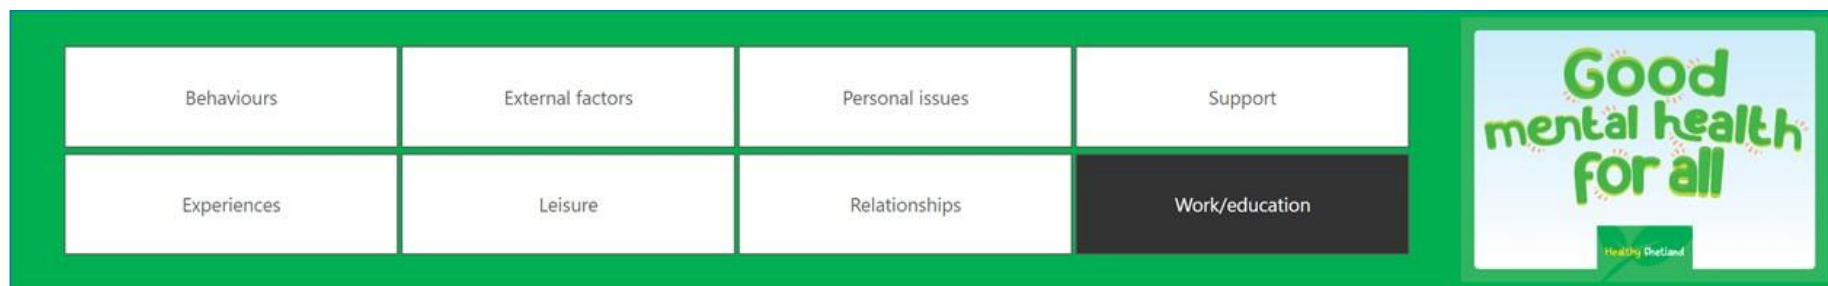 Behaviours
External factors
Personal issues
Support
Experiences
Leisure
Relationships
Work/education
Good
mental health
for all
Healthy Shetland